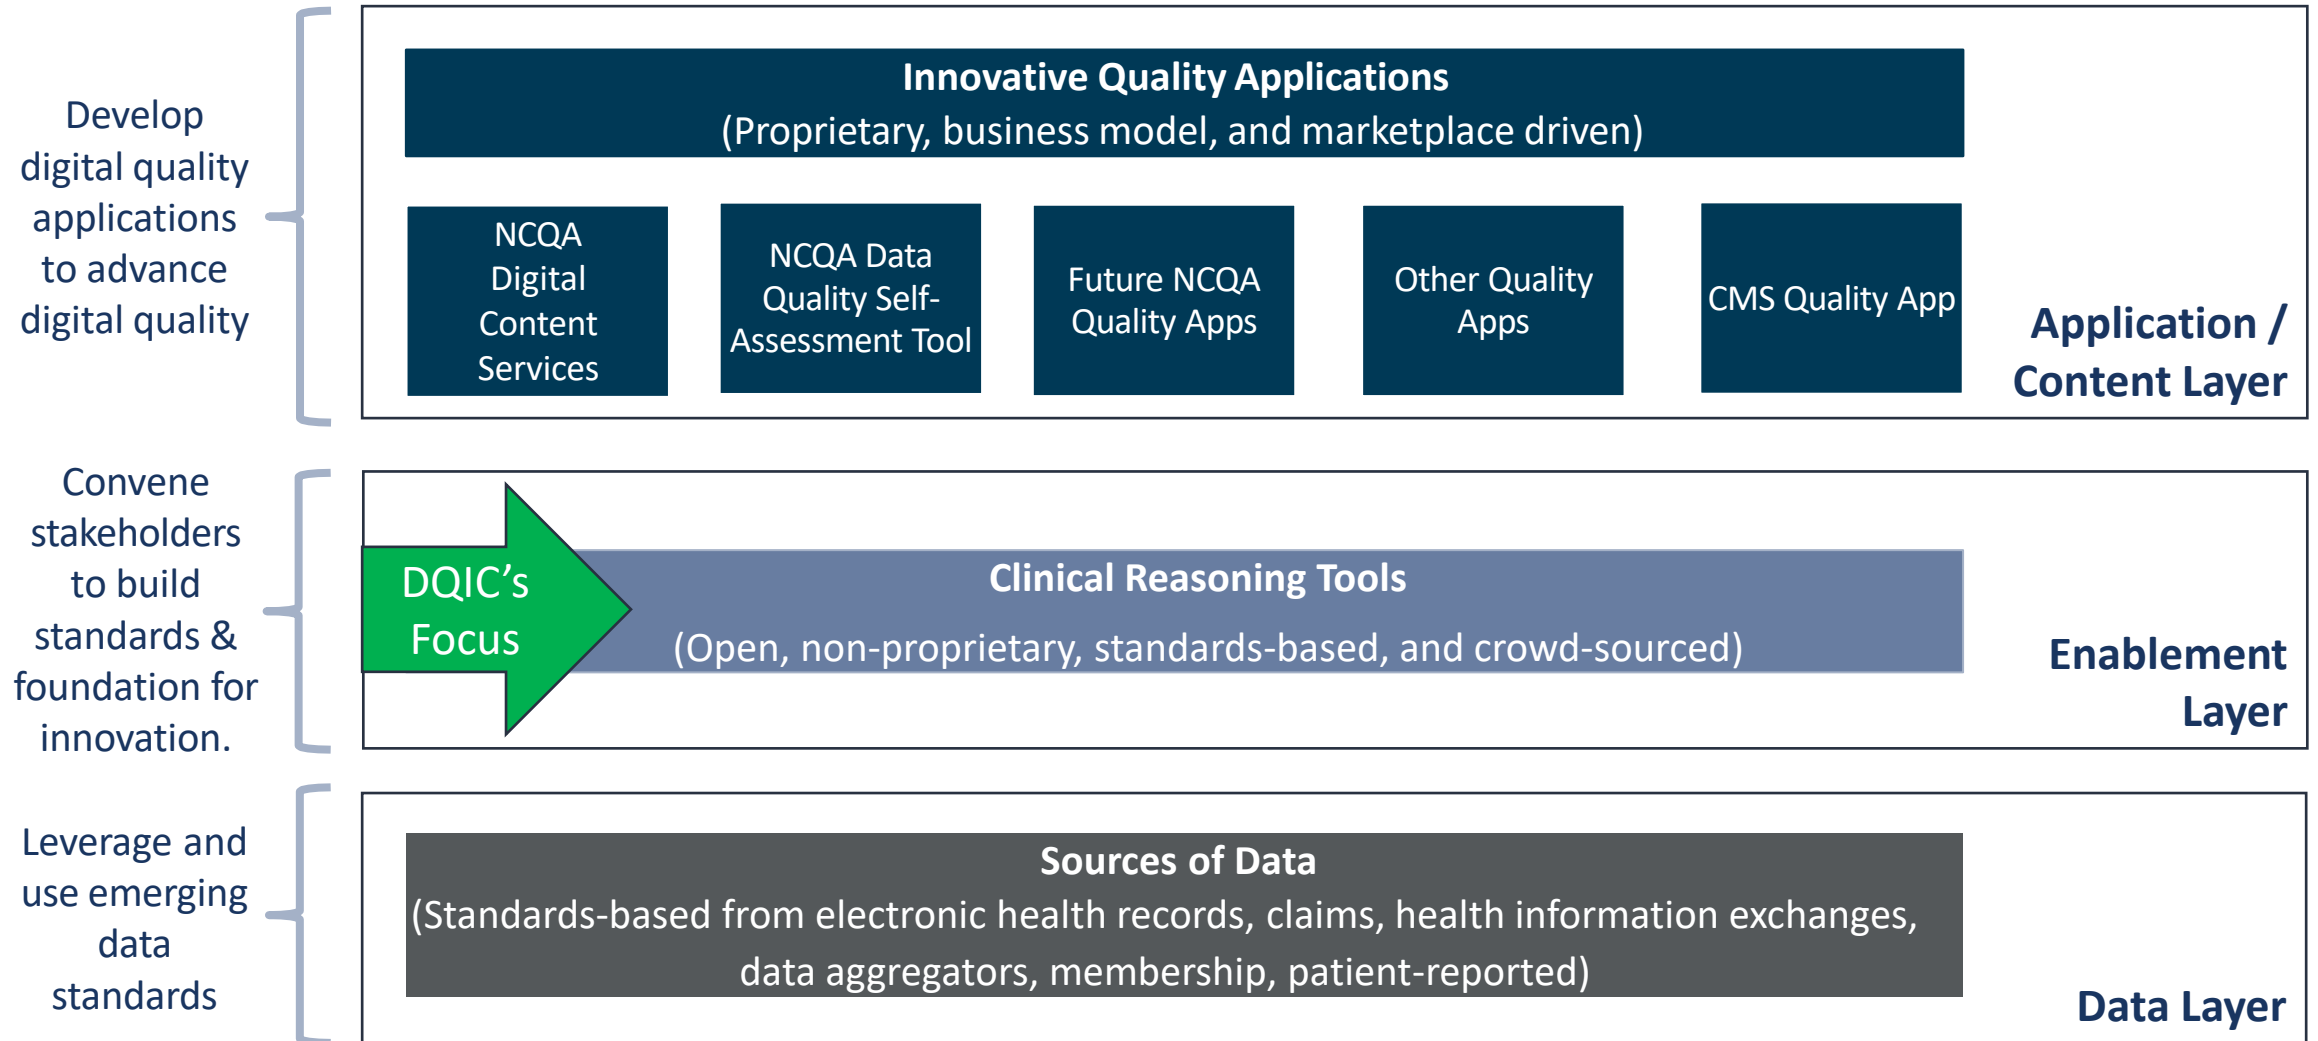 Develop
digital quality
applications
to advance
digital quality
Innovative Quality Applications
(Proprietary, business model, and marketplace driven)
NCQA
Digital
Content
Services
NCQA Data
Quality Self-
Assessment Tool
Future NCQA
Quality Apps
Other Quality
Apps
CMS Quality App
Application /
Content Layer
Convene
stakeholders
to build
standards &
foundation for
innovation.
DQIC’s
Focus
Clinical Reasoning Tools
(Open, non-proprietary, standards-based, and crowd-sourced)
Enablement
Layer
Leverage and
use emerging
data
standards
Sources of Data
(Standards-based from electronic health records, claims, health information exchanges,
data aggregators, membership, patient-reported)
Data Layer